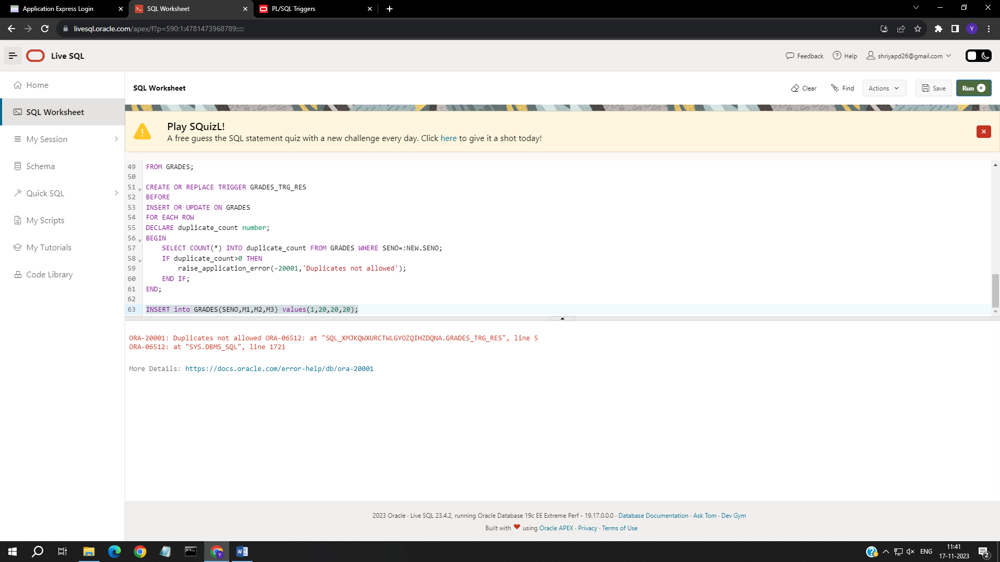 Application Express Login
SQL Worksheet
PL/SQL Triggers
livesql.oracle.com/apex/f?p=590:1:4781473968789:::::
Y
Live SQL
Feedback
Help
shriyapd26@gmail.com
Home
SQL Worksheet
My Session
Schema
Quick SQL
My Scripts
My Tutorials
Code Library
SQL Worksheet
Clear
Find
Actions
Save
Run
Play SQuizL!
A free guess the SQL statement quiz with a new challenge every day. Click here to give it a shot today!
49 FROM GRADES;
50
51 CREATE OR REPLACE TRIGGER GRADES_TRG_RES
52 BEFORE
53 INSERT OR UPDATE ON GRADES
54 FOR EACH ROW
55 DECLARE duplicate_count number;
56 BEGIN
57     SELECT COUNT(*) INTO duplicate_count FROM GRADES WHERE SENO=:NEW.SENO;
58     IF duplicate_count>0 THEN
59         raise_application_error(-20001,'Duplicates not allowed');
60     END IF;
61 END;
62
63 INSERT into GRADES(SENO,M1,M2,M3) values(1,20,20,20);
ORA-20001: Duplicates not allowed ORA-06512: at "SQL_XMJKQWXURCTWLGYOZQIHZDQNA.GRADES_TRG_RES", line 5
ORA-06512: at "SYS.DBMS_SQL", line 1721
More Details: https://docs.oracle.com/error-help/db/ora-20001
2023 Oracle · Live SQL 23.4.2, running Oracle Database 19c EE Extreme Perf - 19.17.0.0.0 · Database Documentation · Ask Tom · Dev Gym
Built with ❤ using Oracle APEX · Privacy · Terms of Use
ENG
11:41
17-11-2023
2